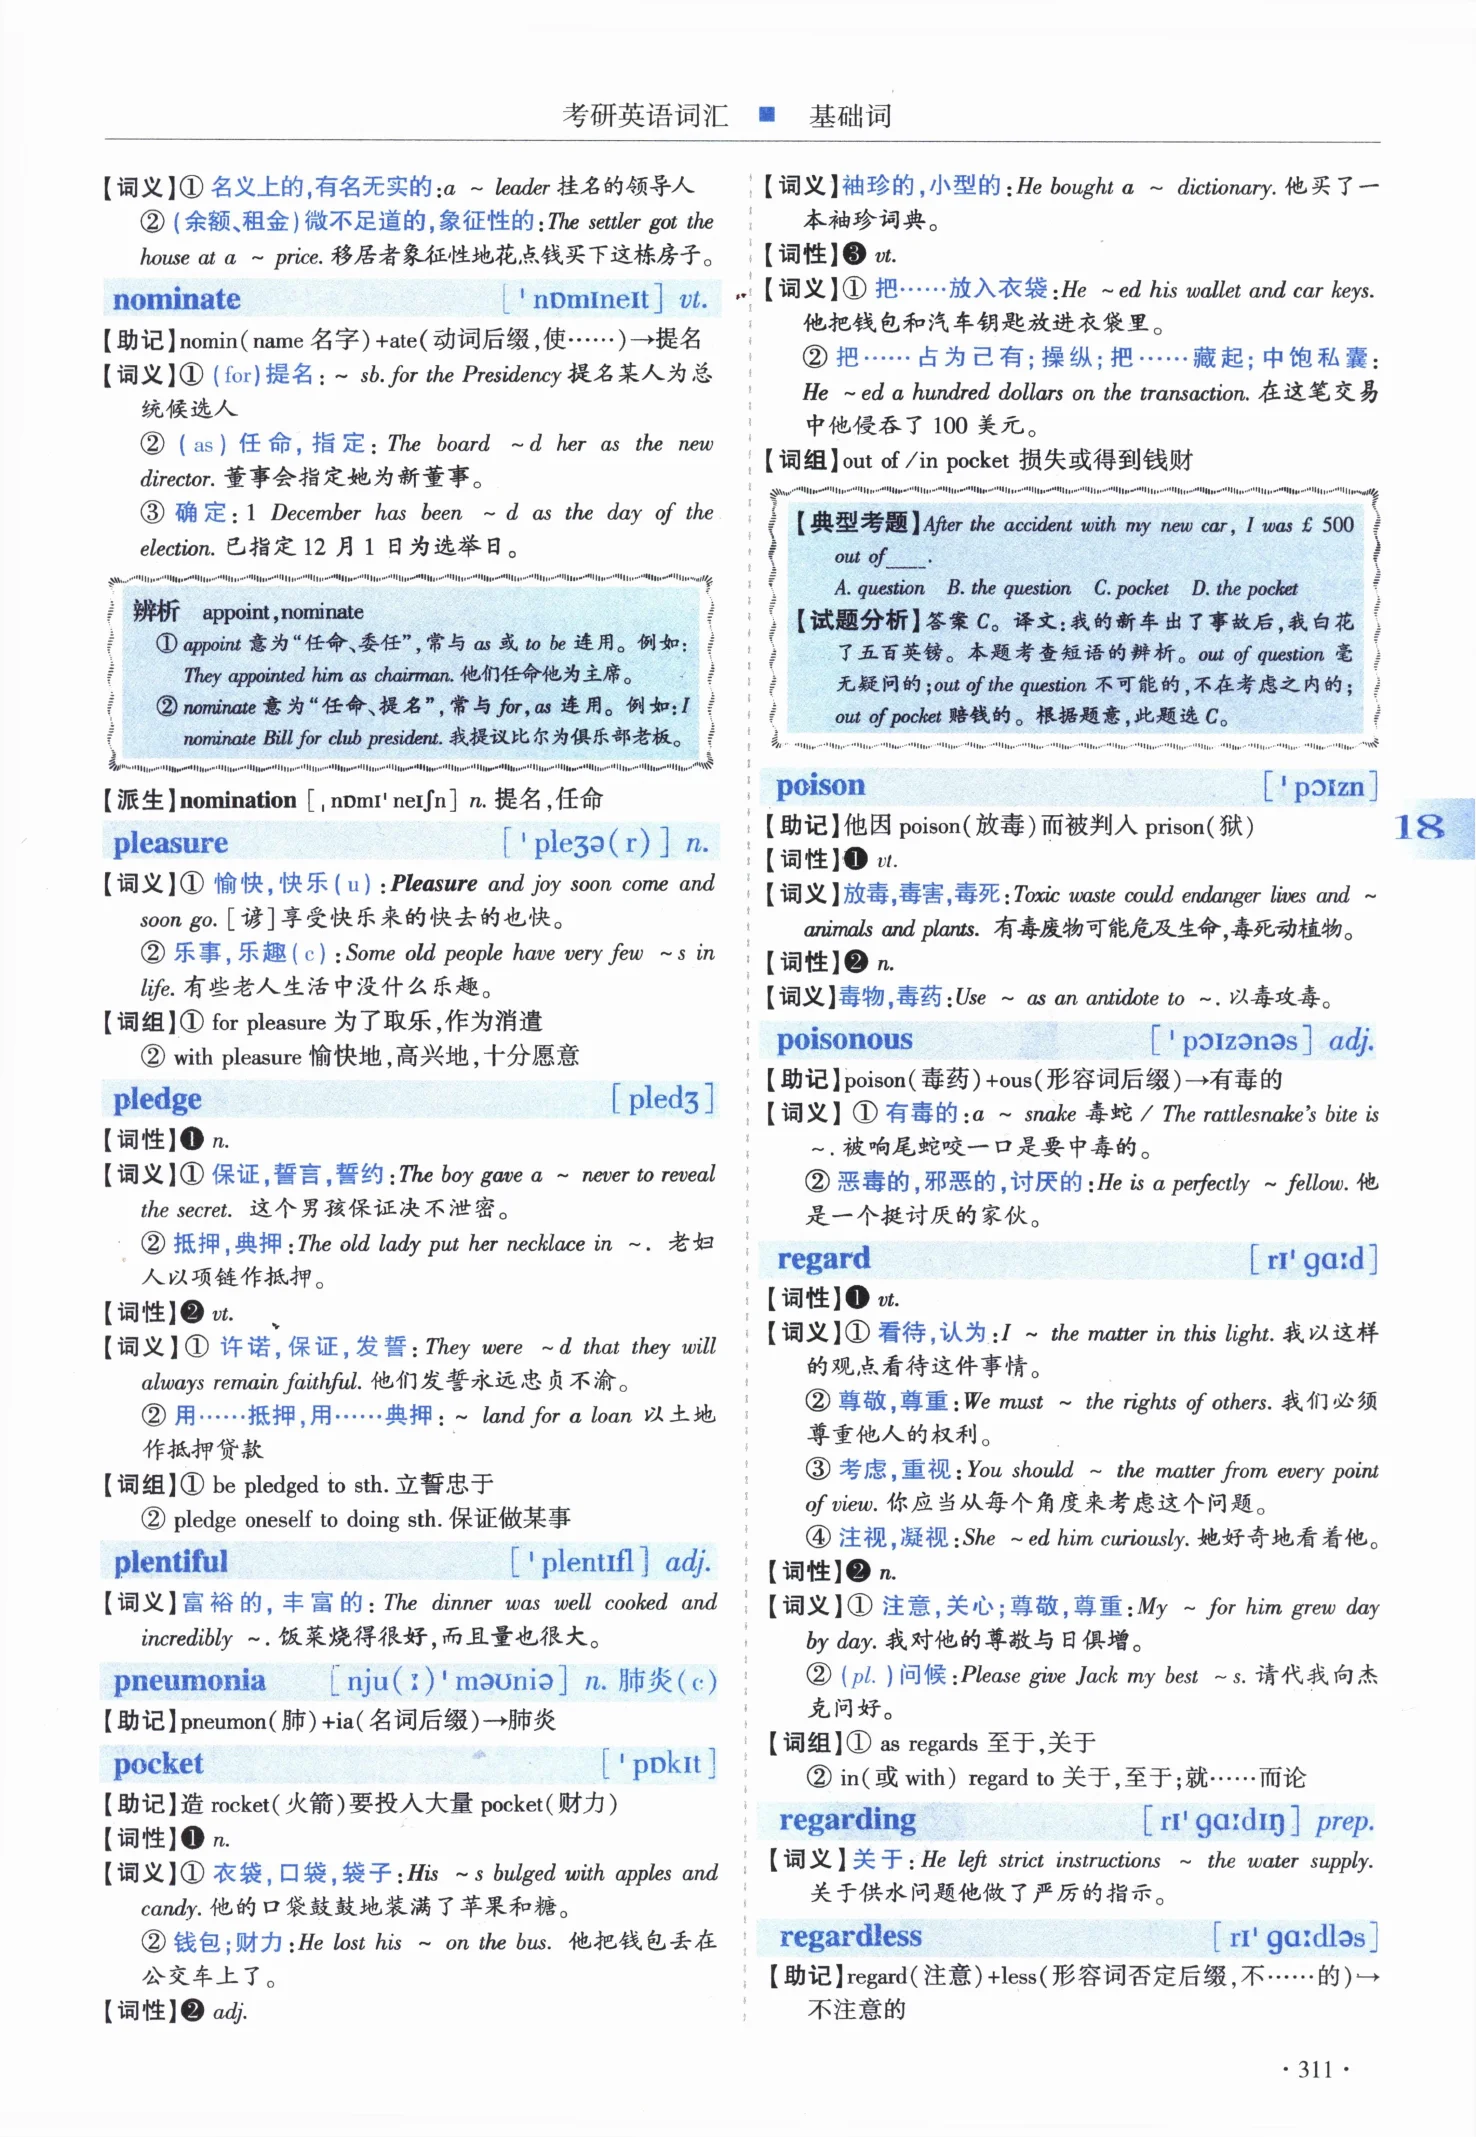 考研英语词汇 ■ 基础词
【词义】①名义上的,有名无实的:a ~ leader 挂名的领导人
②(余额、租金)微不足道的,象征性的:The settler got the
house at a ~ price. 移居者象征性地花点钱买下这栋房子。
nominate [ˈnɒmɪneɪt] vt.
【助记】nomin(name 名字)+ate(动词后缀,使……)→提名
【词义】①(for)提名: ~ sb. for the Presidency 提名某人为总
统候选人
②(as)任命,指定: The board ~d her as the new
director. 董事会指定她为新董事。
③ 确定: 1 December has been ~ d as the day of the
election. 已指定 12 月 1 日为选举日。
辨析 appoint,nominate
① appoint 意为“任命、委任”,常与 as 或 to be 连用。例如:
They appointed him as chairman. 他们任命他为主席。
② nominate 意为“任命、提名”,常与 for,as 连用。例如:I
nominate Bill for club president. 我提议比尔为俱乐部老板。
【派生】nomination [ˌnɒmɪˈneɪʃn] n. 提名,任命
pleasure [ˈpleʒə(r)] n.
【词义】① 愉快,快乐(u):Pleasure and joy soon come and
soon go. [谚]享受快乐来的快去的也快。
② 乐事,乐趣(c):Some old people have very few ~s in
life. 有些老人生活中没什么乐趣。
【词组】① for pleasure 为了取乐,作为消遣
② with pleasure 愉快地,高兴地,十分愿意
pledge [pledʒ]
【词性】❶ n.
【词义】① 保证,誓言,誓约:The boy gave a ~ never to reveal
the secret. 这个男孩保证决不泄密。
② 抵押,典押:The old lady put her necklace in ~. 老妇
人以项链作抵押。
【词性】❷ vt.
【词义】① 许诺,保证,发誓: They were ~d that they will
always remain faithful. 他们发誓永远忠贞不渝。
② 用……抵押,用……典押: ~ land for a loan 以土地
作抵押贷款
【词组】① be pledged to sth. 立誓忠于
② pledge oneself to doing sth. 保证做某事
plentiful [ˈplentɪfl] adj.
【词义】富裕的,丰富的: The dinner was well cooked and
incredibly ~. 饭菜烧得很好,而且量也很大。
pneumonia [nju(ː)ˈməʊniə] n. 肺炎(c)
【助记】pneumon(肺)+ia(名词后缀)→肺炎
pocket [ˈpɒkɪt]
【助记】造 rocket(火箭)要投入大量 pocket(财力)
【词性】❶ n.
【词义】① 衣袋,口袋,袋子:His ~s bulged with apples and
candy. 他的口袋鼓鼓地装满了苹果和糖。
② 钱包;财力:He lost his ~ on the bus. 他把钱包丢在
公交车上了。
【词性】❷ adj.
【词义】袖珍的,小型的:He bought a ~ dictionary. 他买了一
本袖珍词典。
【词性】❸ vt.
【词义】① 把……放入衣袋:He ~ed his wallet and car keys.
他把钱包和汽车钥匙放进衣袋里。
② 把……占为己有;操纵;把……藏起;中饱私囊:
He ~ed a hundred dollars on the transaction. 在这笔交易
中他侵吞了 100 美元。
【词组】out of /in pocket 损失或得到钱财
【典型考题】After the accident with my new car, I was £ 500
out of____.
A. question B. the question C. pocket D. the pocket
【试题分析】答案 C。译文:我的新车出了事故后,我白花
了五百英镑。本题考查短语的辨析。out of question 毫
无疑问的;out of the question 不可能的,不在考虑之内的;
out of pocket 赔钱的。根据题意,此题选 C。
poison [ˈpɔɪzn]
【助记】他因 poison(放毒)而被判入 prison(狱)
【词性】❶ vt.
【词义】放毒,毒害,毒死:Toxic waste could endanger lives and ~
animals and plants. 有毒废物可能危及生命,毒死动植物。
【词性】❷ n.
【词义】毒物,毒药:Use ~ as an antidote to ~. 以毒攻毒。
poisonous [ˈpɔɪzənəs] adj.
【助记】poison(毒药)+ous(形容词后缀)→有毒的
【词义】① 有毒的:a ~ snake 毒蛇 / The rattlesnake's bite is
~. 被响尾蛇咬一口是要中毒的。
② 恶毒的,邪恶的,讨厌的:He is a perfectly ~ fellow. 他
是一个挺讨厌的家伙。
regard [rɪˈɡɑːd]
【词性】❶ vt.
【词义】① 看待,认为:I ~ the matter in this light. 我以这样
的观点看待这件事情。
② 尊敬,尊重:We must ~ the rights of others. 我们必须
尊重他人的权利。
③ 考虑,重视:You should ~ the matter from every point
of view. 你应当从每个角度来考虑这个问题。
④ 注视,凝视:She ~ed him curiously. 她好奇地看着他。
【词性】❷ n.
【词义】① 注意,关心;尊敬,尊重:My ~ for him grew day
by day. 我对他的尊敬与日俱增。
② (pl.)问候:Please give Jack my best ~s. 请代我向杰
克问好。
【词组】① as regards 至于,关于
② in(或 with) regard to 关于,至于;就……而论
regarding [rɪˈɡɑːdɪŋ] prep.
【词义】关于: He left strict instructions ~ the water supply.
关于供水问题他做了严厉的指示。
regardless [rɪˈɡɑːdləs]
【助记】regard(注意)+less(形容词否定后缀,不……的)→
不注意的
18
·311·